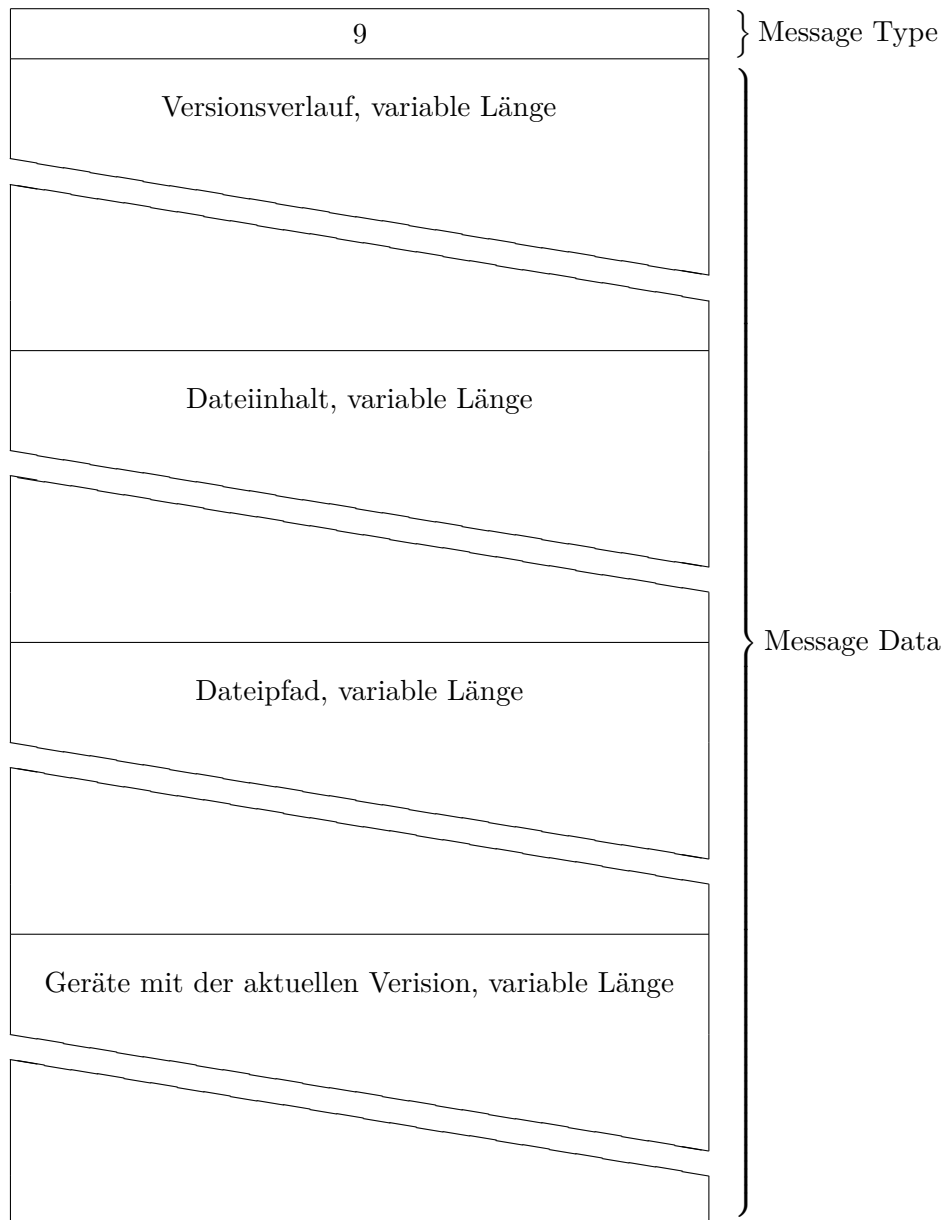 9
Message Type
Versionsverlauf, variable Länge
Dateiinhalt, variable Länge
Message Data
Dateipfad, variable Länge
Geräte mit der aktuellen Verision, variable Länge